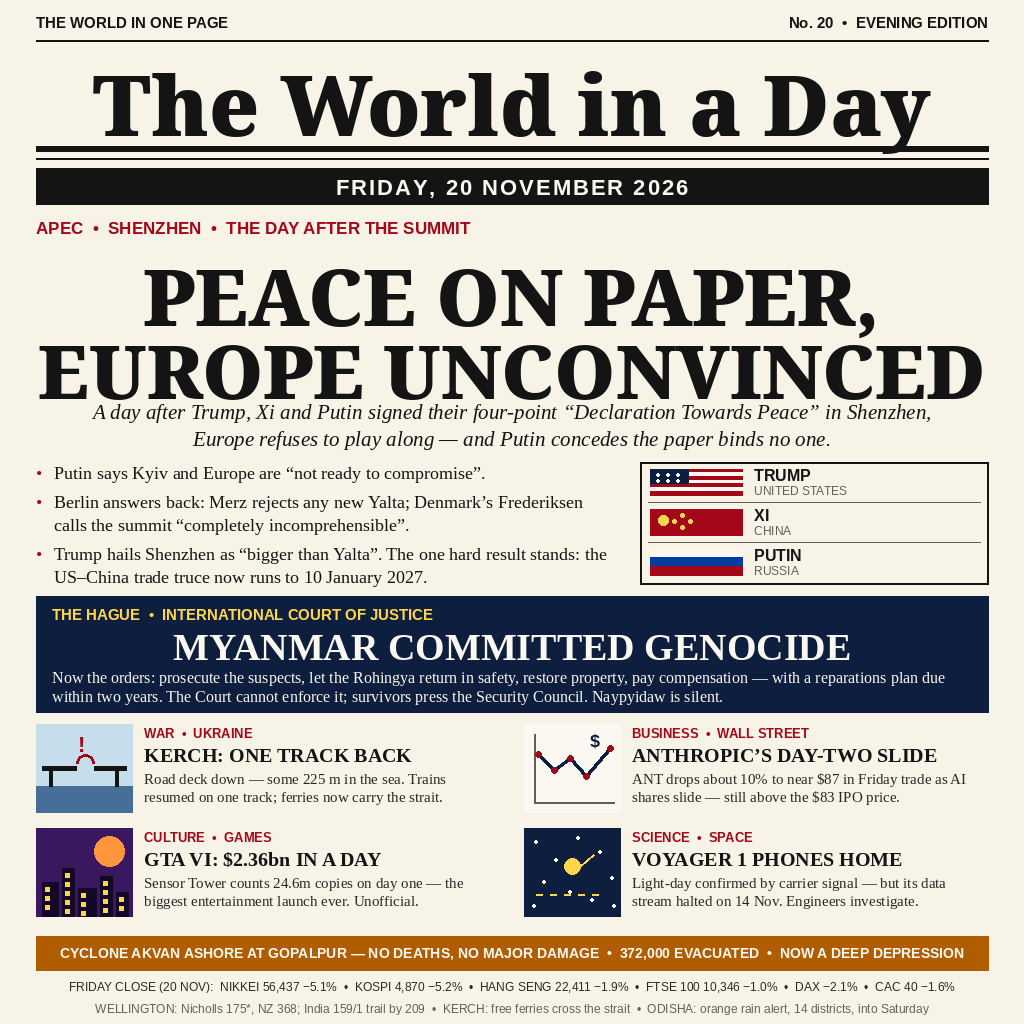 THE WORLD IN ONE PAGE
No. 20 • EVENING EDITION
The World in a Day
FRIDAY, 20 NOVEMBER 2026
APEC • SHENZHEN • THE DAY AFTER THE SUMMIT
PEACE ON PAPER,
EUROPE UNCONVINCED
A day after Trump, Xi and Putin signed their four-point “Declaration Towards Peace” in Shenzhen,
Europe refuses to play along — and Putin concedes the paper binds no one.
• Putin says Kyiv and Europe are “not ready to compromise”.
• Berlin answers back: Merz rejects any new Yalta; Denmark’s Frederiksen
calls the summit “completely incomprehensible”.
• Trump hails Shenzhen as “bigger than Yalta”. The one hard result stands: the
US–China trade truce now runs to 10 January 2027.
TRUMP
UNITED STATES
XI
CHINA
PUTIN
RUSSIA
THE HAGUE • INTERNATIONAL COURT OF JUSTICE
MYANMAR COMMITTED GENOCIDE
Now the orders: prosecute the suspects, let the Rohingya return in safety, restore property, pay compensation — with a reparations plan due
within two years. The Court cannot enforce it; survivors press the Security Council. Naypyidaw is silent.
!
WAR • UKRAINE
KERCH: ONE TRACK BACK
Road deck down — some 225 m in the sea. Trains
resumed on one track; ferries now carry the strait.
$
BUSINESS • WALL STREET
ANTHROPIC’S DAY-TWO SLIDE
ANT drops about 10% to near $87 in Friday trade as AI
shares slide — still above the $83 IPO price.
CULTURE • GAMES
GTA VI: $2.36bn IN A DAY
Sensor Tower counts 24.6m copies on day one — the
biggest entertainment launch ever. Unofficial.
SCIENCE • SPACE
VOYAGER 1 PHONES HOME
Light-day confirmed by carrier signal — but its data
stream halted on 14 Nov. Engineers investigate.
CYCLONE AKVAN ASHORE AT GOPALPUR — NO DEATHS, NO MAJOR DAMAGE • 372,000 EVACUATED • NOW A DEEP DEPRESSION
FRIDAY CLOSE (20 NOV): NIKKEI 56,437 −5.1% • KOSPI 4,870 −5.2% • HANG SENG 22,411 −1.9% • FTSE 100 10,346 −1.0% • DAX −2.1% • CAC 40 −1.6%
WELLINGTON: Nicholls 175*, NZ 368; India 159/1 trail by 209 • KERCH: free ferries cross the strait • ODISHA: orange rain alert, 14 districts, into Saturday